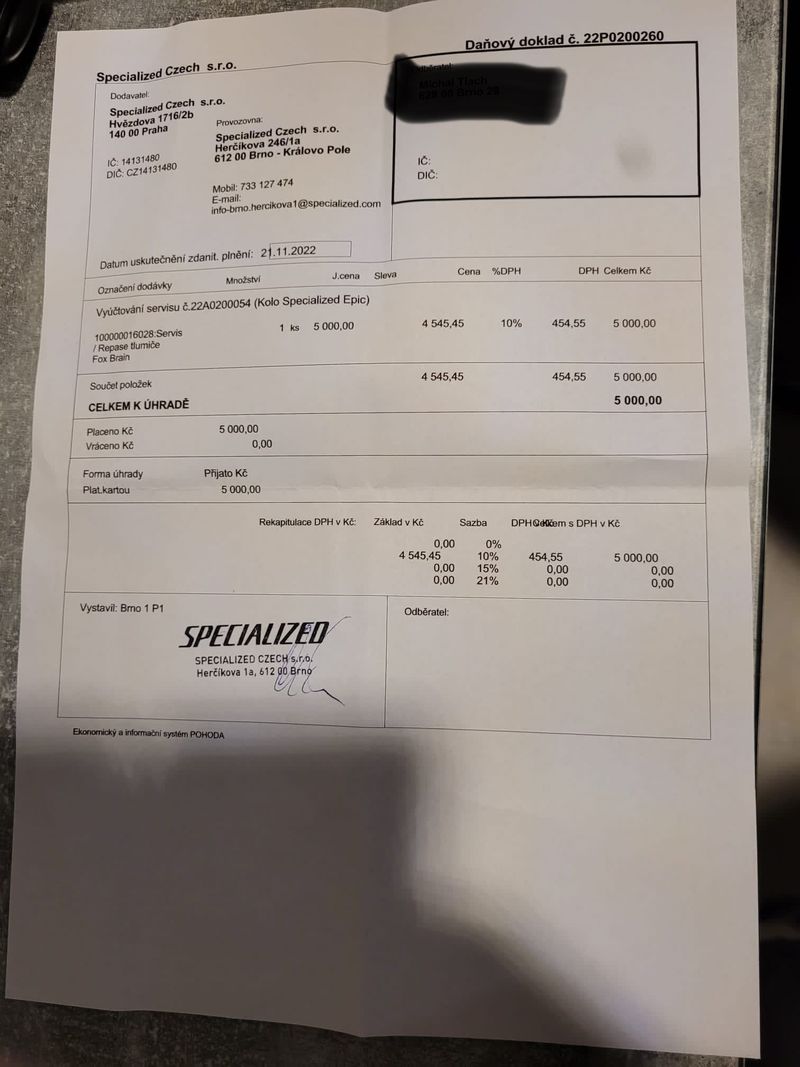 Daňový doklad č. 22P0200260
Specialized Czech s.r.o.
Dodavatel:
Specialized Czech s.r.o.
Hvězdova 1716/2b
140 00 Praha
IČ: 14131480
DIČ: CZ14131480
Provozovna:
Specialized Czech s.r.o.
Herčíkova 246/1a
612 00 Brno - Královo Pole
Mobil: 733 127 474
E-mail:
info-brno.hercikova1@specialized.com
IČ:
DIČ:
Datum uskutečnění zdanit. plnění: 21.11.2022
Označení dodávky Množství J.cena Sleva Cena %DPH DPH Celkem Kč
Vyúčtování servisu č.22A0200054 (Kolo Specialized Epic)
100000016028:Servis 1 ks 5 000,00 4 545,45 10% 454,55 5 000,00
/ Repase tlumiče
Fox Brain
Součet položek 4 545,45 454,55 5 000,00
CELKEM K ÚHRADĚ 5 000,00
Placeno Kč 5 000,00
Vráceno Kč 0,00
Forma úhrady Přijato Kč
Plat.kartou 5 000,00
Rekapitulace DPH v Kč: Základ v Kč Sazba DPH v Kč Celkem s DPH v Kč
0,00 0%
4 545,45 10% 454,55 5 000,00
0,00 15% 0,00 0,00
0,00 21% 0,00 0,00
Vystavil: Brno 1 P1
Odběratel:
SPECIALIZED
SPECIALIZED CZECH s.r.o.
Herčíkova 1a, 612 00 Brno
Ekonomický a informační systém POHODA